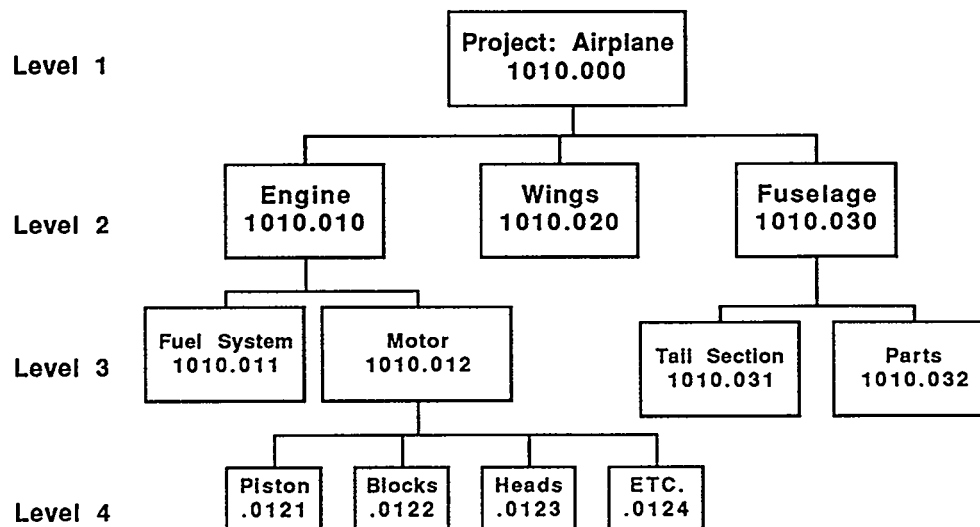 Level 1
Project: Airplane
1010.000
Level 2
Engine
1010.010
Wings
1010.020
Fuselage
1010.030
Level 3
Fuel System
1010.011
Motor
1010.012
Tail Section
1010.031
Parts
1010.032
Level 4
Piston
.0121
Blocks
.0122
Heads
.0123
ETC.
.0124